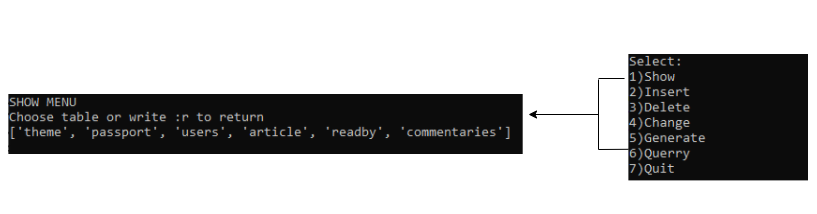 SHOW MENU
Choose table or write :r to return
['theme', 'passport', 'users', 'article', 'readby', 'commentaries']
Select:
1)Show
2)Insert
3)Delete
4)Change
5)Generate
6)Querry
7)Quit